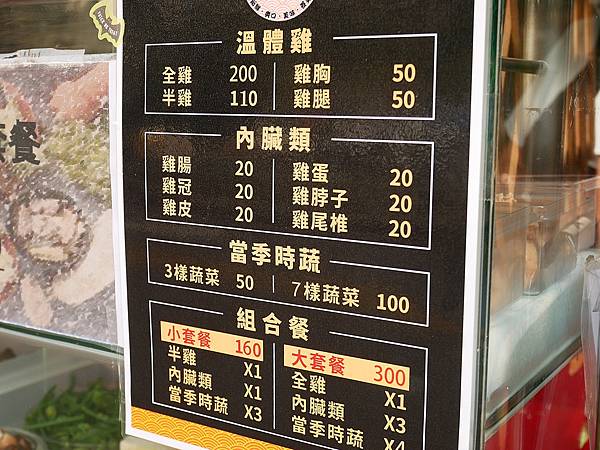 溫體雞
全雞 200
半雞 110
雞胸 50
雞腿 50
內臟類
雞腸 20
雞冠 20
雞皮 20
雞蛋 20
雞脖子 20
雞尾椎 20
當季時蔬
3樣蔬菜 50
7樣蔬菜 100
組合餐
小套餐 160
半雞 X1
內臟類 X1
當季時蔬 X3
大套餐 300
全雞 X1
內臟類 X3
當季時蔬 X4
套餐